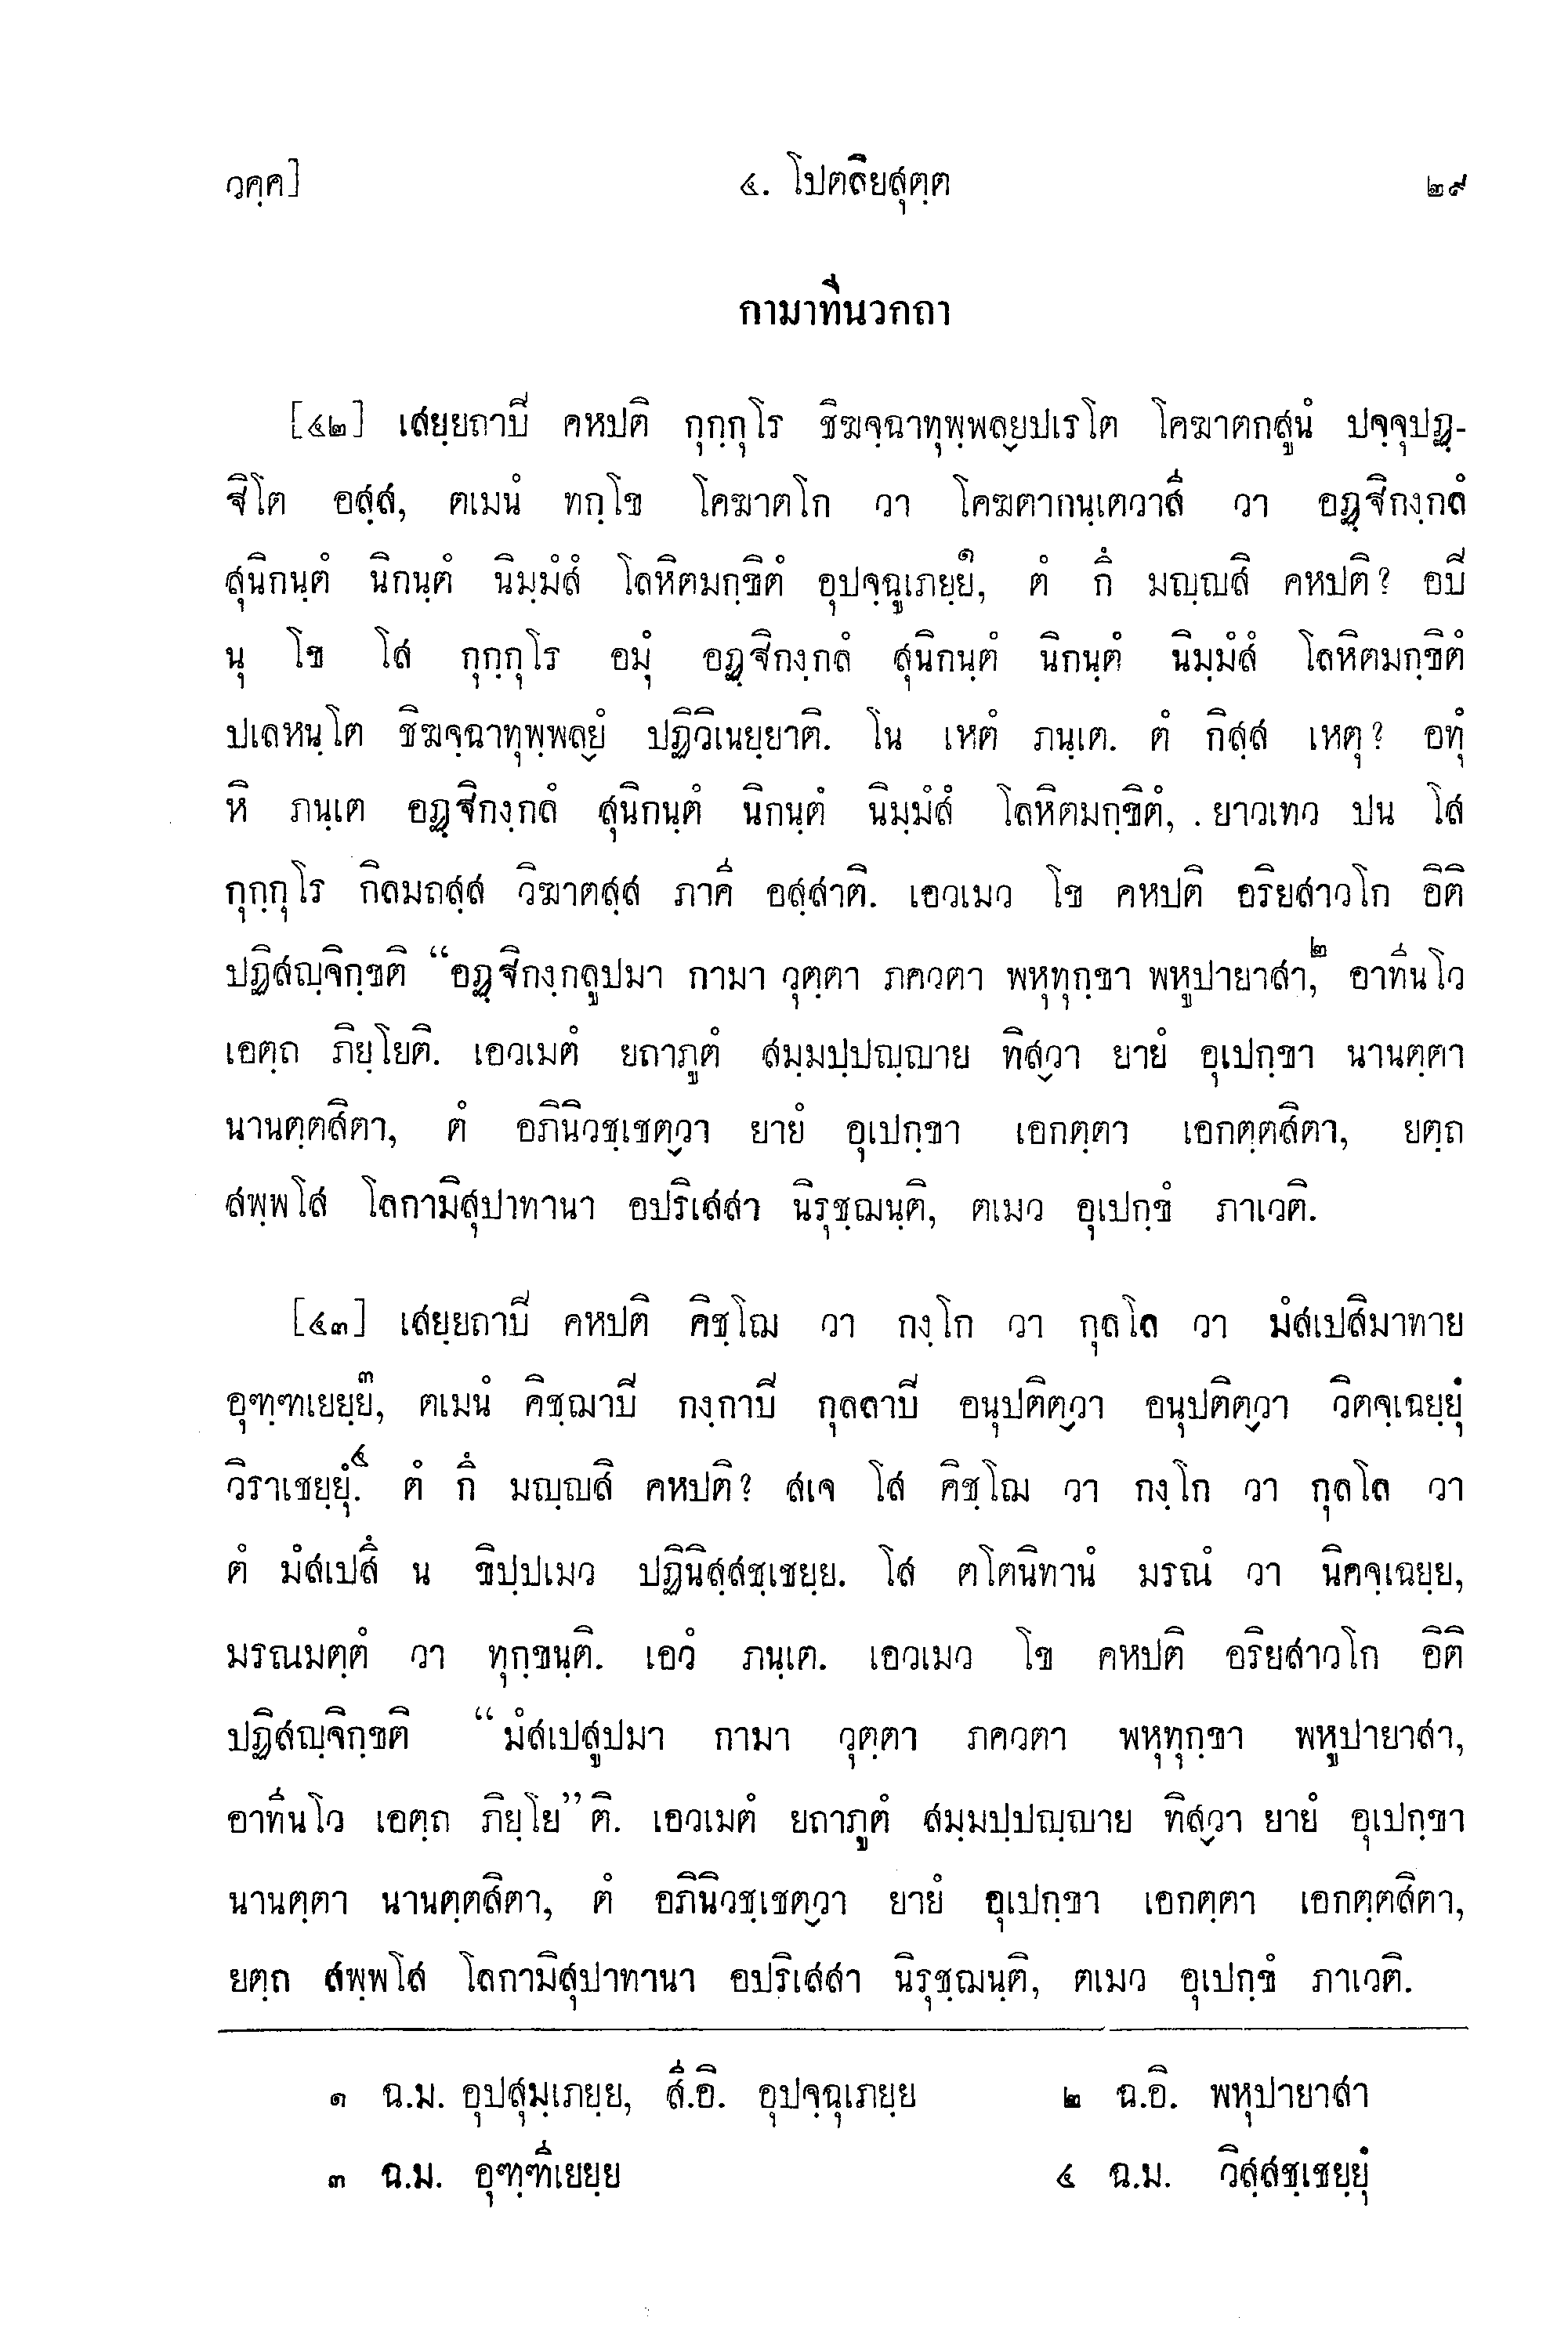 วคฺค]
๔. โปตลิยสุตฺต
๒๙
กามาทีนวกถา
[๔๒] เสยฺยถาปิ คหปติ กุกฺกุโร ชิฆจฺฉาทุพฺพลฺยปเรโต โคฆาตกสูนํ ปจฺจุปฏฺ-
ฐิโต อสฺส, ตเมนํ ทกฺโข โคฆาตโก วา โคฆตากนฺเตวาสี วา อฏฺฐิกงฺกลํ
สุนิกนฺตํ นิกนฺตํ นิมฺมํสํ โลหิตมกฺขิตํ อุปจฺฉูเภยฺย๑, ตํ กึ มญฺญสิ คหปติ? อปิ
นุ โข โส กุกฺกุโร อมุํ อฏฺฐิกงฺกลํ สุนิกนฺตํ นิกนฺตํ นิมฺมํสํ โลหิตมกฺขิตํ
ปเลหนฺโต ชิฆจฺฉาทุพฺพลฺยํ ปฏิวิเนยฺยาติ. โน เหตํ ภนฺเต. ตํ กิสฺส เหตุ? อทุํ
หิ ภนฺเต อฏฺฐิกงฺกลํ สุนิกนฺตํ นิกนฺตํ นิมฺมํสํ โลหิตมกฺขิตํ, . ยาวเทว ปน โส
กุกฺกุโร กิลมถสฺส วิฆาตสฺส ภาคี อสฺสาติ. เอวเมว โข คหปติ อริยสาวโก อิติ
ปฏิสญฺจิกฺขติ “อฏฺฐิกงฺกลูปมา กามา วุตฺตา ภควตา พหุทุกฺขา พหูปายาสา,๒ อาทีนโว
เอตฺถ ภิยฺโยติ. เอวเมตํ ยถาภูตํ สมฺมปฺปญฺญาย ทิสฺวา ยายํ อุเปกฺขา นานตฺตา
นานตฺตสิตา, ตํ อภินิวชฺเชตฺวา ยายํ อุเปกฺขา เอกตฺตา เอกตฺตสิตา, ยตฺถ
สพฺพโส โลกามิสุปาทานา อปริเสสา นิรุชฺฌนฺติ, ตเมว อุเปกฺขํ ภาเวติ.
[๔๓] เสยฺยถาปิ คหปติ คิชฺโฌ วา กงฺโก วา กุลโล วา มํสเปสิมาทาย
อุฑฺฑเยยฺย๓, ตเมนํ คิชฺฌาปิ กงฺกาปิ กุลลาปิ อนุปติตฺวา อนุปติตฺวา วิตจฺเฉยฺยุํ
วิราเชยฺยุํ.๔ ตํ กึ มญฺญสิ คหปติ? สเจ โส คิชฺโฌ วา กงฺโก วา กุลโล วา
ตํ มํสเปสึ น ขิปฺปเมว ปฏินิสฺสชฺเชยฺย. โส ตโตนิทานํ มรณํ วา นิคจฺเฉยฺย,
มรณมตฺตํ วา ทุกฺขนฺติ. เอวํ ภนฺเต. เอวเมว โข คหปติ อริยสาวโก อิติ
ปฏิสญฺจิกฺขติ “มํสเปสูปมา กามา วุตฺตา ภควตา พหุทุกฺขา พหูปายาสา,
อาทีนโว เอตฺถ ภิยฺโย”ติ. เอวเมตํ ยถาภูตํ สมฺมปฺปญฺญาย ทิสฺวา ยายํ อุเปกฺขา
นานตฺตา นานตฺตสิตา, ตํ อภินิวชฺเชตฺวา ยายํ อุเปกฺขา เอกตฺตา เอกตฺตสิตา,
ยตฺถ สพฺพโส โลกามิสุปาทานา อปริเสสา นิรุชฺฌนฺติ, ตเมว อุเปกฺขํ ภาเวติ.
๑ ฉ.ม. อุปสุมฺเภยฺย, สี.อิ. อุปจฺฉุเภยฺย
๒ ฉ.อิ. พหุปายาสา
๓ ฉ.ม. อุฑฺฑีเยยฺย
๔ ฉ.ม. วิสฺสชฺเชยฺยุํ